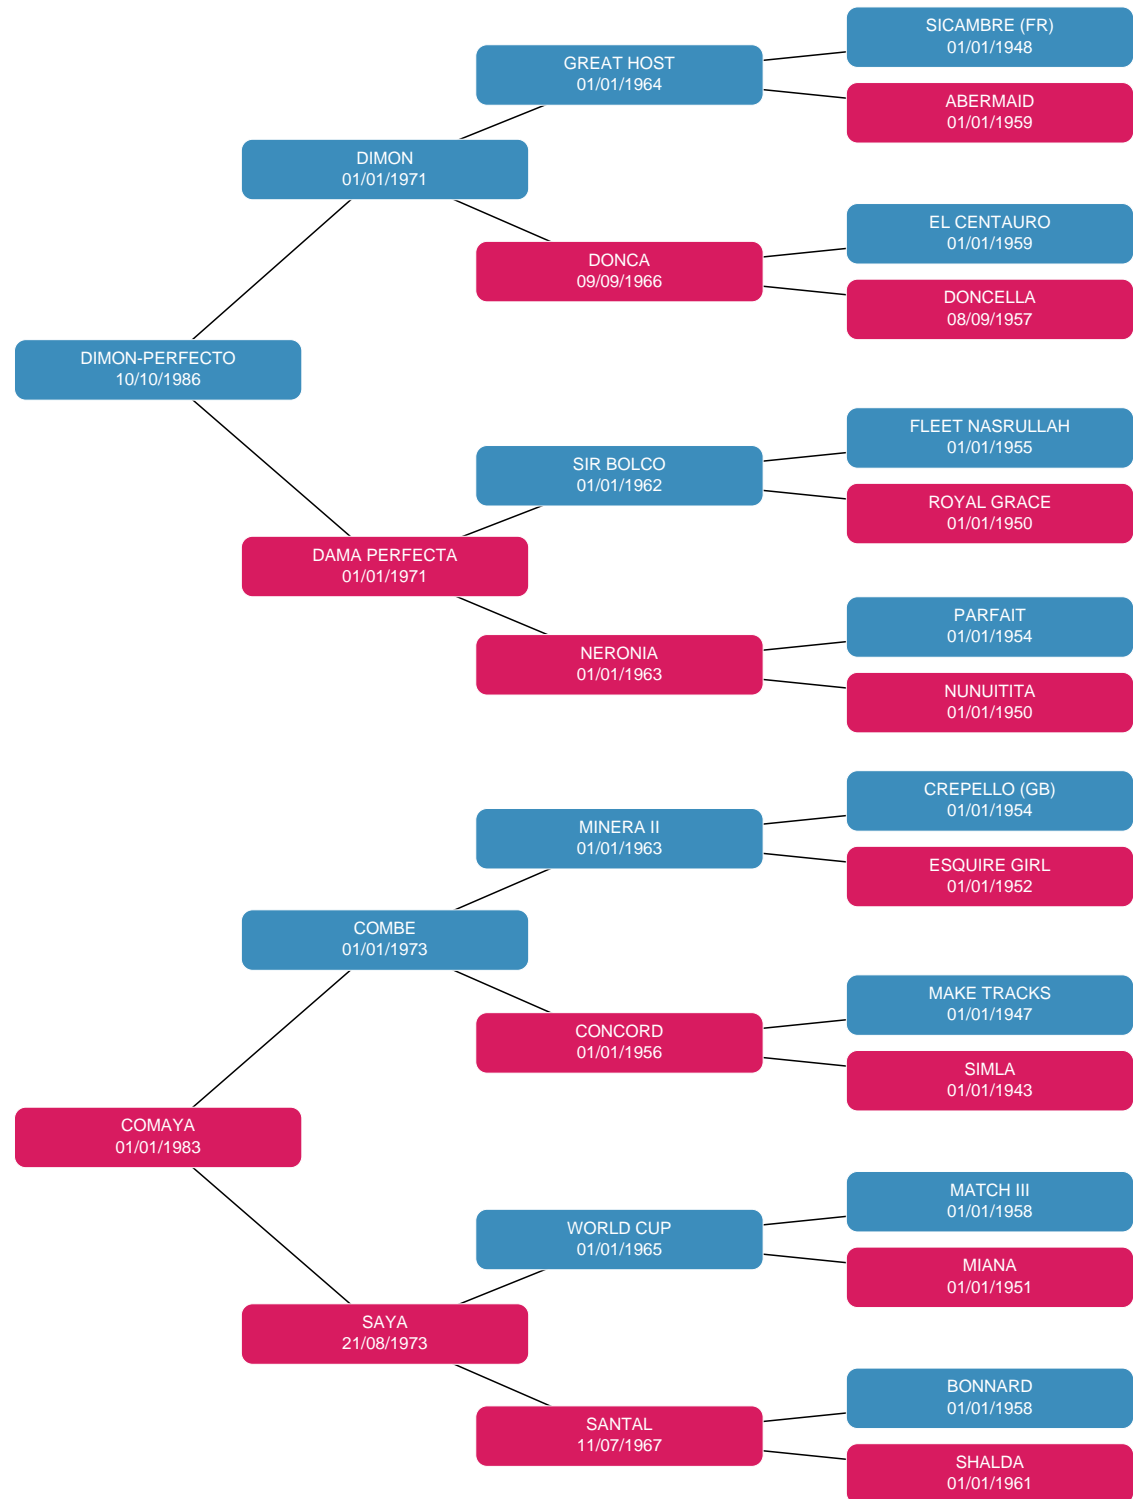 SICAMBRE (FR)
01/01/1948
GREAT HOST
01/01/1964
ABERMAID
01/01/1959
DIMON
01/01/1971
EL CENTAURO
01/01/1959
DONCA
09/09/1966
DONCELLA
08/09/1957
DIMON-PERFECTO
10/10/1986
FLEET NASRULLAH
01/01/1955
SIR BOLCO
01/01/1962
ROYAL GRACE
01/01/1950
DAMA PERFECTA
01/01/1971
PARFAIT
01/01/1954
NERONIA
01/01/1963
NUNUITITA
01/01/1950
CREPELLO (GB)
01/01/1954
MINERA II
01/01/1963
ESQUIRE GIRL
01/01/1952
COMBE
01/01/1973
MAKE TRACKS
01/01/1947
CONCORD
01/01/1956
SIMLA
01/01/1943
COMAYA
01/01/1983
MATCH III
01/01/1958
WORLD CUP
01/01/1965
MIANA
01/01/1951
SAYA
21/08/1973
BONNARD
01/01/1958
SANTAL
11/07/1967
SHALDA
01/01/1961